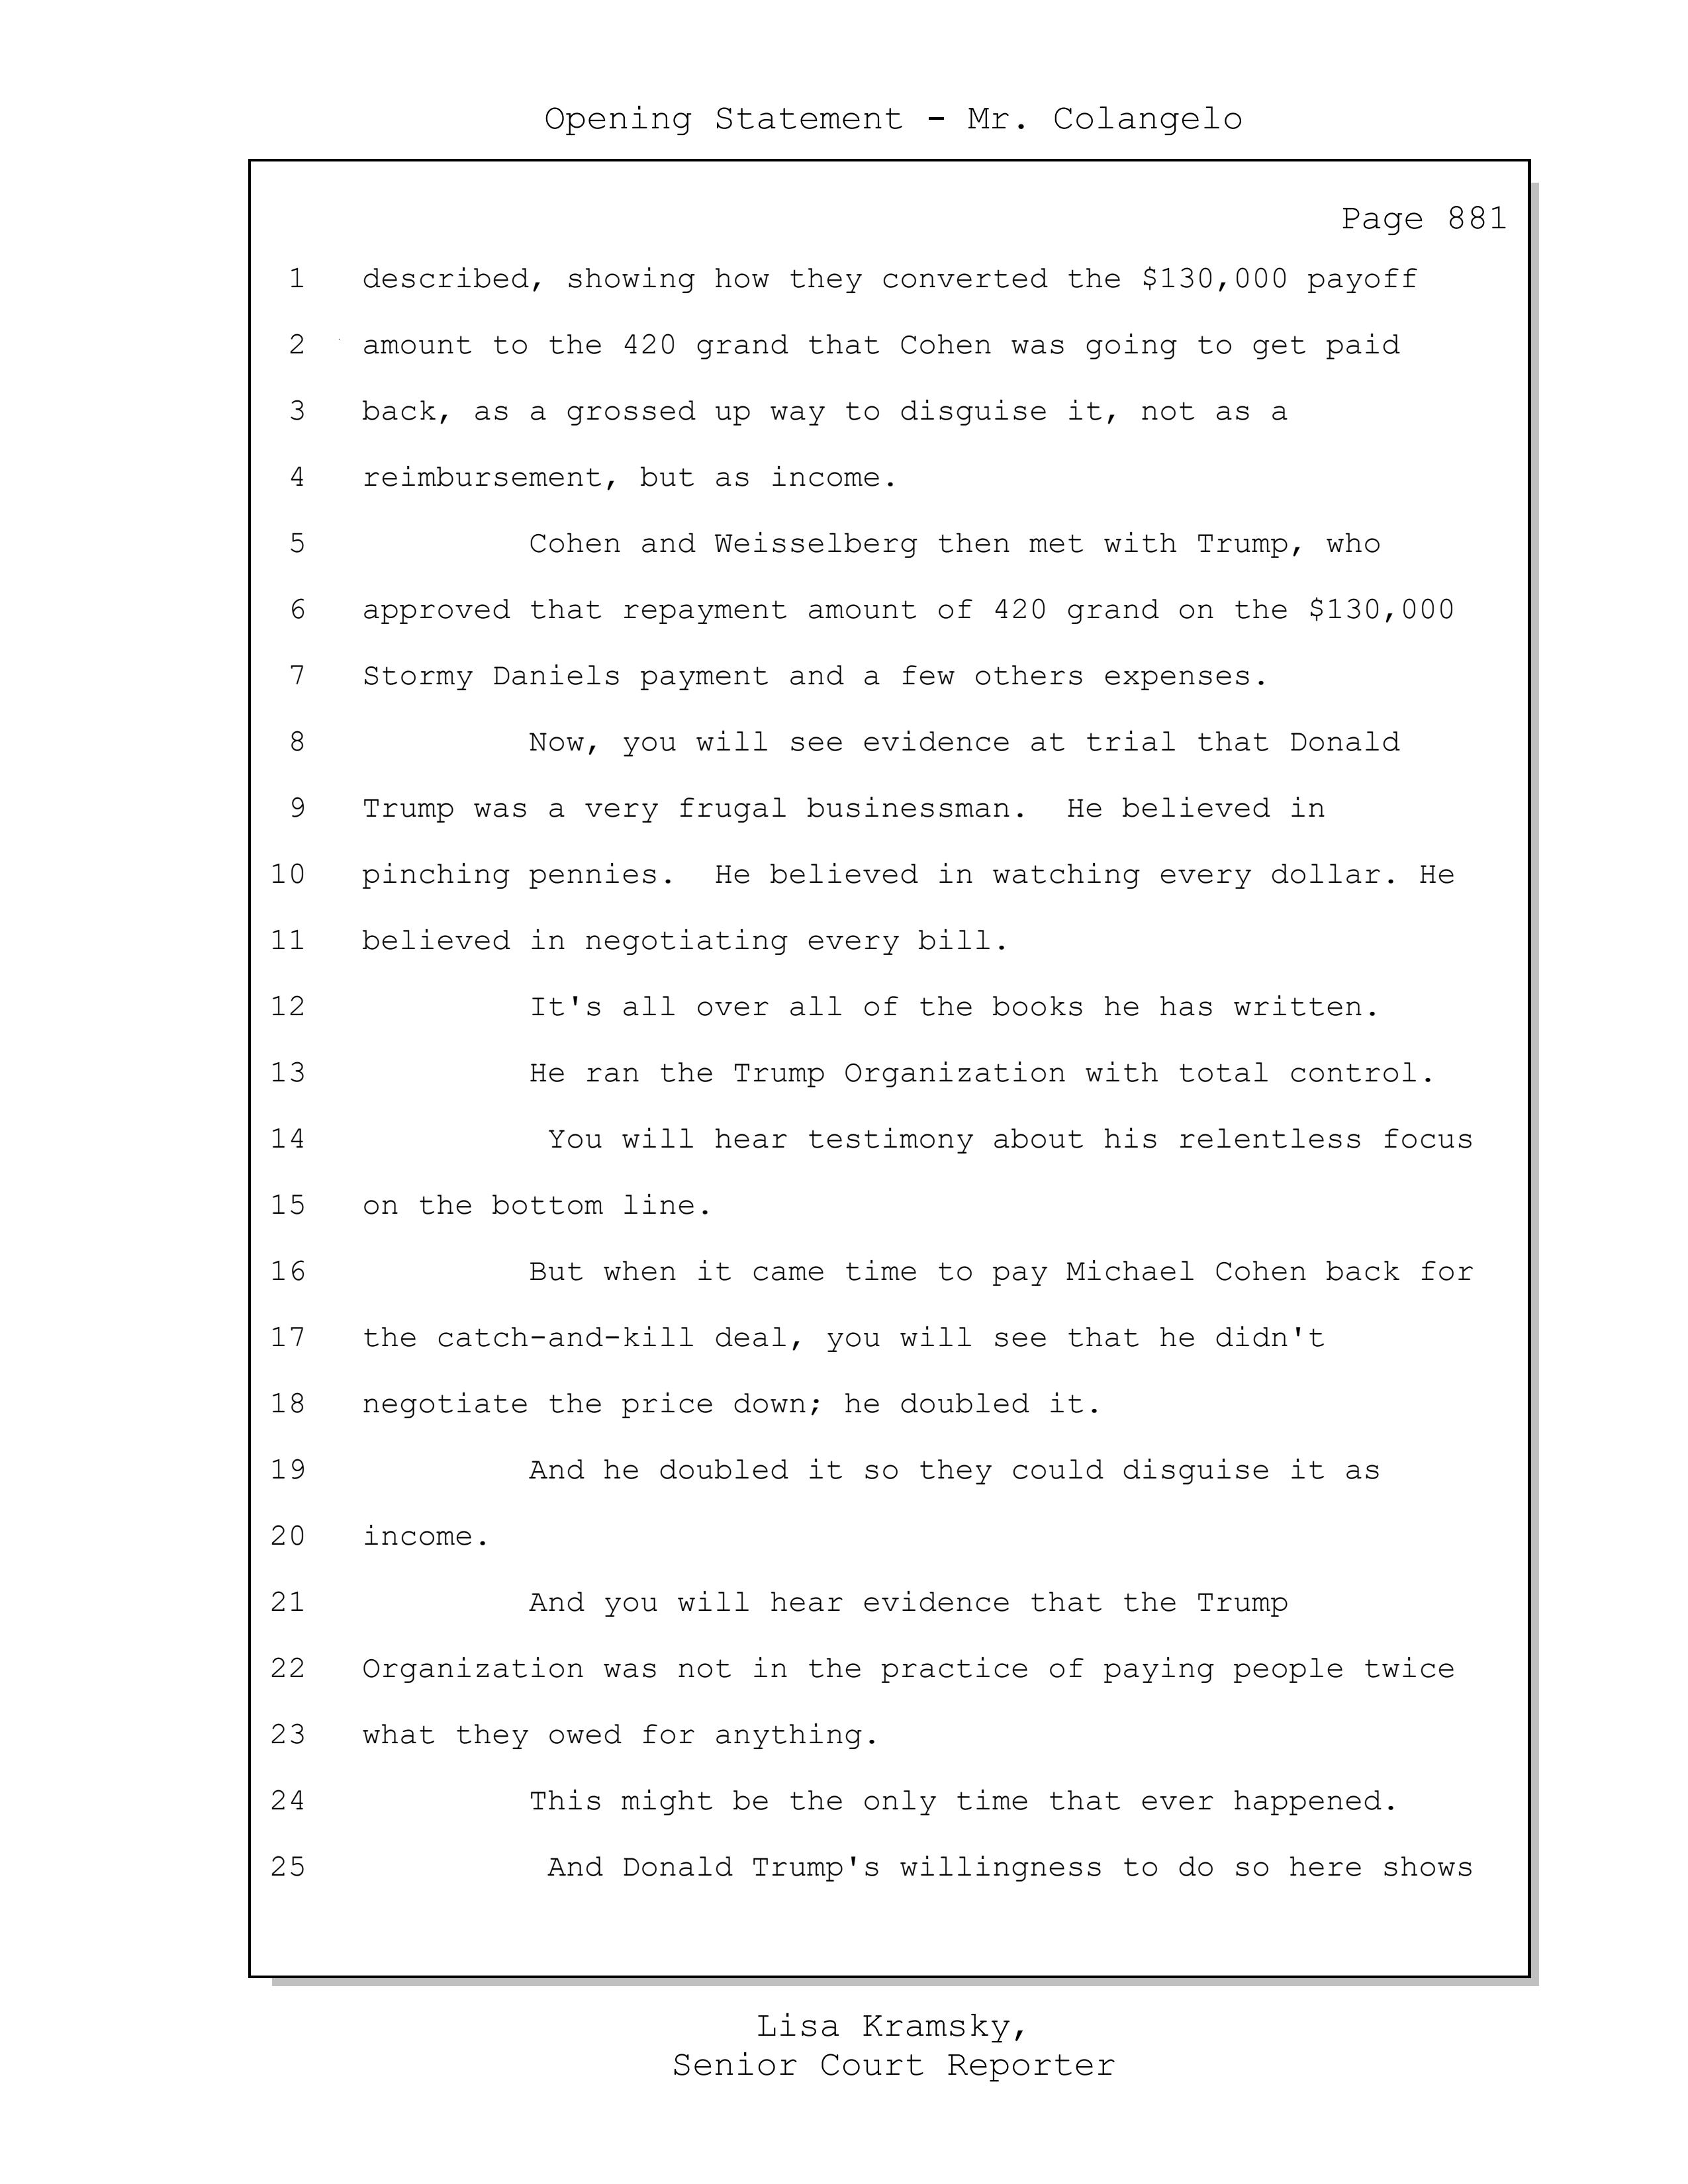 Opening Statement - Mr. Colangelo
Page 881
1 described, showing how they converted the $130,000 payoff
2 amount to the 420 grand that Cohen was going to get paid
3 back, as a grossed up way to disguise it, not as a
4 reimbursement, but as income.
5 Cohen and Weisselberg then met with Trump, who
6 approved that repayment amount of 420 grand on the $130,000
7 Stormy Daniels payment and a few others expenses.
8 Now, you will see evidence at trial that Donald
9 Trump was a very frugal businessman. He believed in
10 pinching pennies. He believed in watching every dollar. He
11 believed in negotiating every bill.
12 It's all over all of the books he has written.
13 He ran the Trump Organization with total control.
14 You will hear testimony about his relentless focus
15 on the bottom line.
16 But when it came time to pay Michael Cohen back for
17 the catch-and-kill deal, you will see that he didn't
18 negotiate the price down; he doubled it.
19 And he doubled it so they could disguise it as
20 income.
21 And you will hear evidence that the Trump
22 Organization was not in the practice of paying people twice
23 what they owed for anything.
24 This might be the only time that ever happened.
25 And Donald Trump's willingness to do so here shows
Lisa Kramsky,
Senior Court Reporter